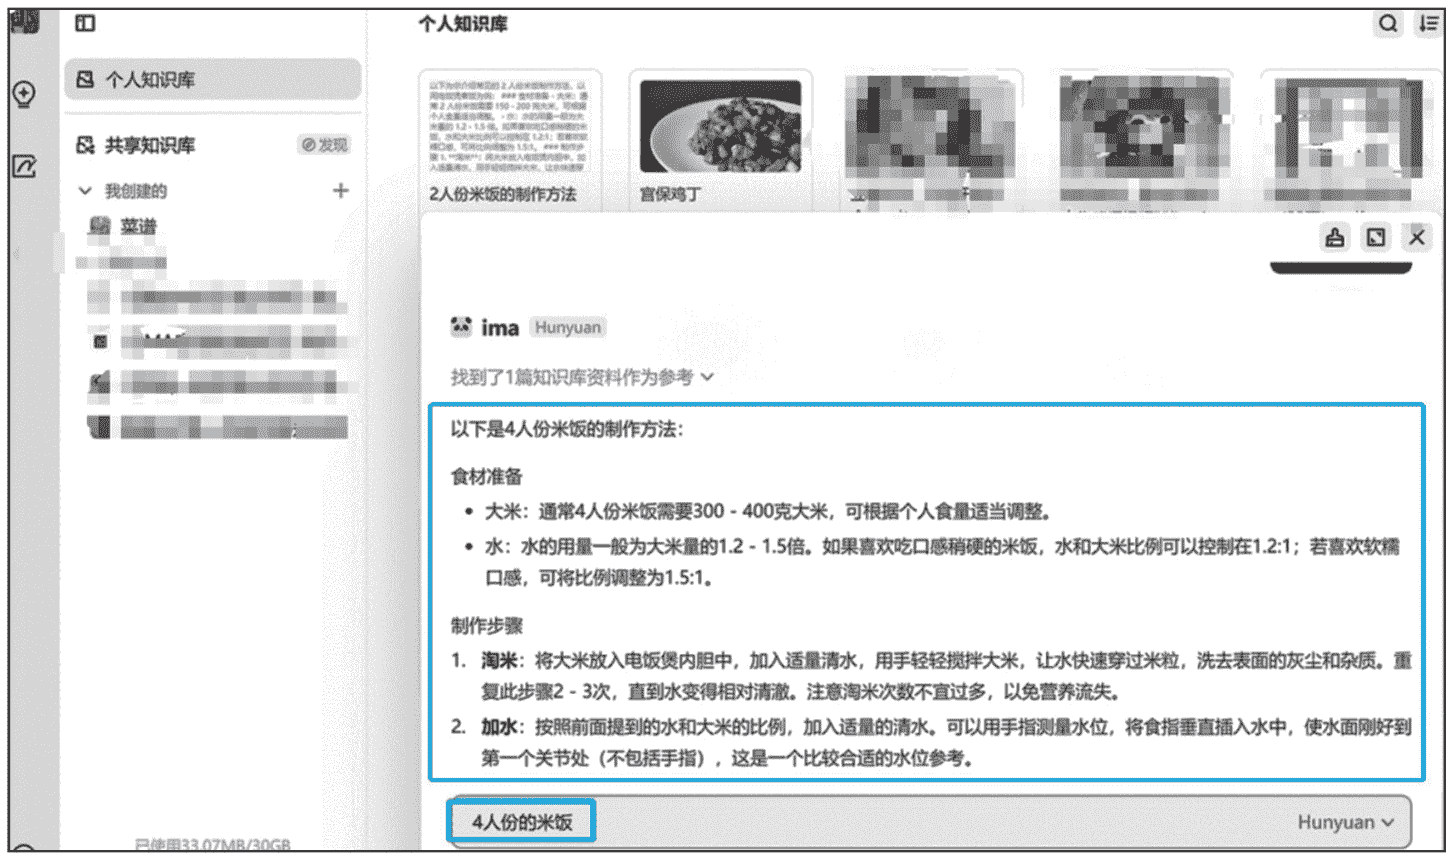 个人知识库
个人知识库
共享知识库
发现
我创建的
菜谱
2人份米饭的制作方法
宫保鸡丁
ima Hunyuan
找到了1篇知识库资料作为参考
以下是4人份米饭的制作方法：
食材准备
• 大米：通常4人份米饭需要300 - 400克大米，可根据个人食量适当调整。
• 水：水的用量一般为大米量的1.2 - 1.5倍。如果喜欢吃口感稍硬的米饭，水和大米比例可以控制在1.2:1；若喜欢软糯
口感，可将比例调整为1.5:1。
制作步骤
1. 淘米：将大米放入电饭煲内胆中，加入适量清水，用手轻轻搅拌大米，让水快速穿过米粒，洗去表面的灰尘和杂质。重
复此步骤2 - 3次，直到水变得相对清澈。注意淘米次数不宜过多，以免营养流失。
2. 加水：按照前面提到的水和大米的比例，加入适量的清水。可以用手指测量水位，将食指垂直插入水中，使水面刚好到
第一个关节处（不包括手指），这是一个比较合适的水位参考。
4人份的米饭
Hunyuan
已使用33.07MB/30GB